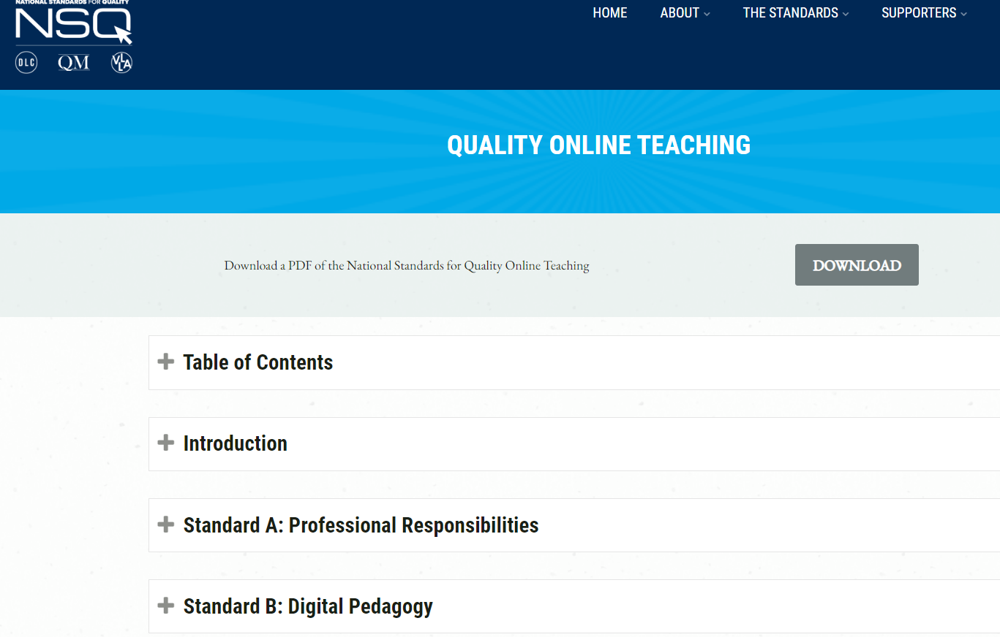 NATIONAL STANDARDS FOR QUALITY
NSQ
DLC QM VLLA
HOME ABOUT THE STANDARDS SUPPORTERS
QUALITY ONLINE TEACHING
Download a PDF of the National Standards for Quality Online Teaching
DOWNLOAD
Table of Contents
Introduction
Standard A: Professional Responsibilities
Standard B: Digital Pedagogy